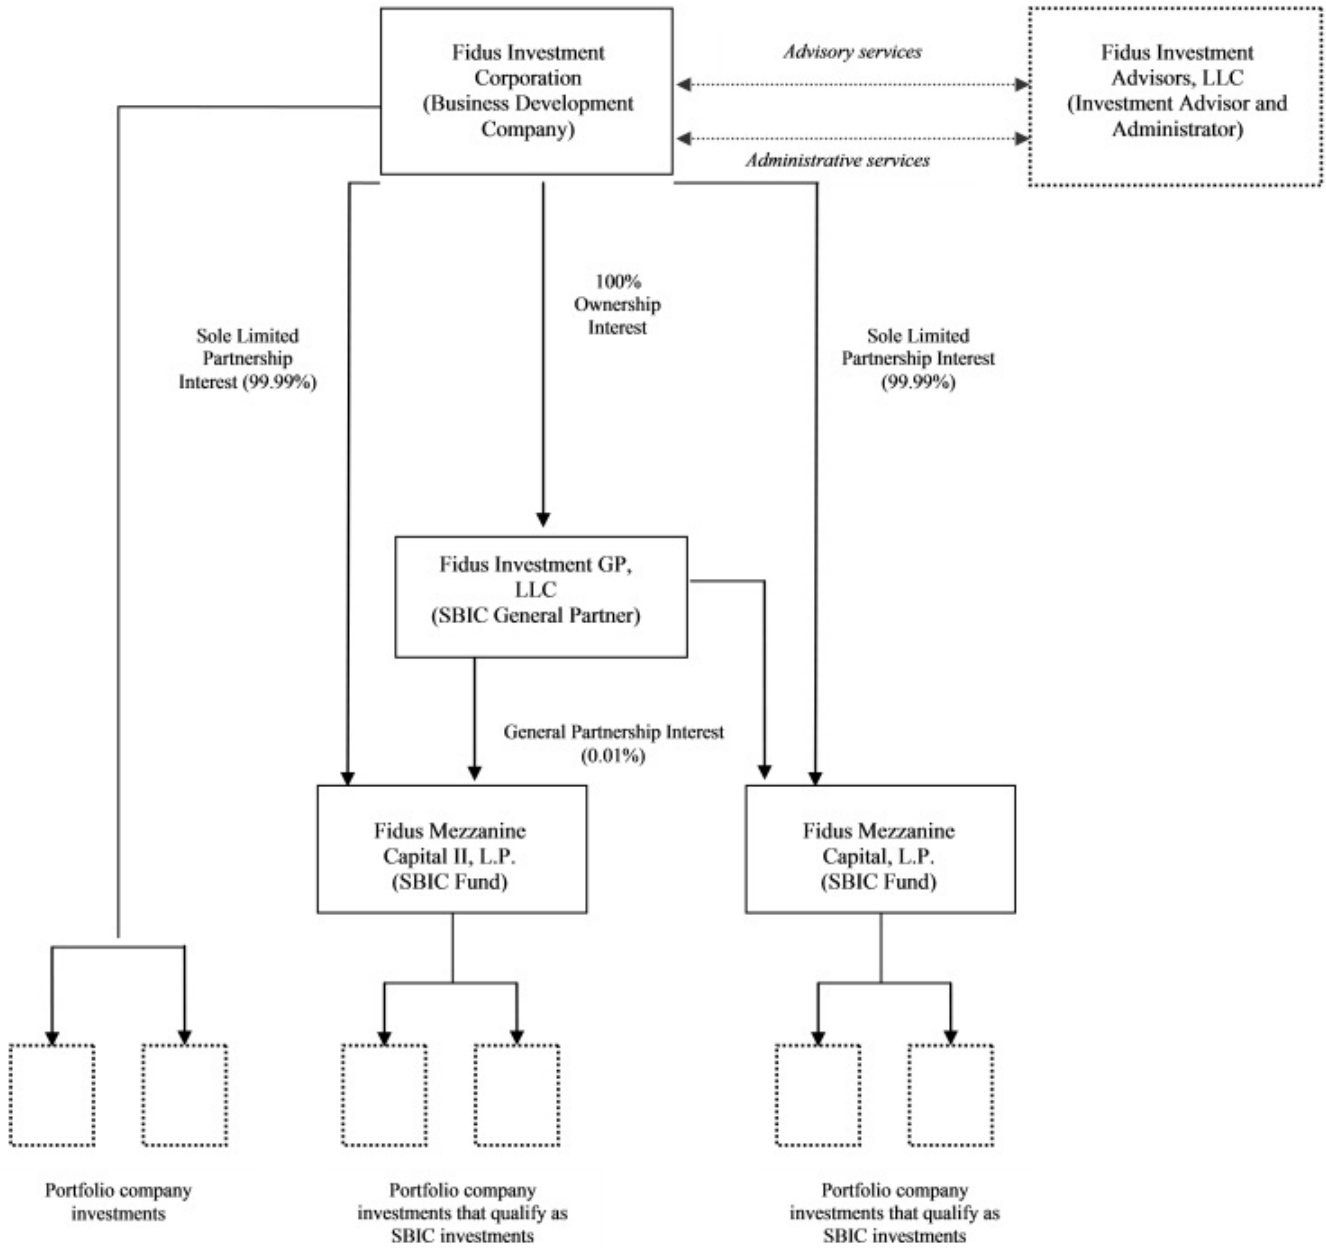 Fidus Investment
Corporation
(Business Development
Company)
Advisory services
Administrative services
Fidus Investment
Advisors, LLC
(Investment Advisor and
Administrator)
Sole Limited
Partnership
Interest (99.99%)
100%
Ownership
Interest
Sole Limited
Partnership Interest
(99.99%)
Fidus Investment GP,
LLC
(SBIC General Partner)
General Partnership Interest
(0.01%)
Fidus Mezzanine
Capital II, L.P.
(SBIC Fund)
Fidus Mezzanine
Capital, L.P.
(SBIC Fund)
Portfolio company
investments
Portfolio company
investments that qualify as
SBIC investments
Portfolio company
investments that qualify as
SBIC investments